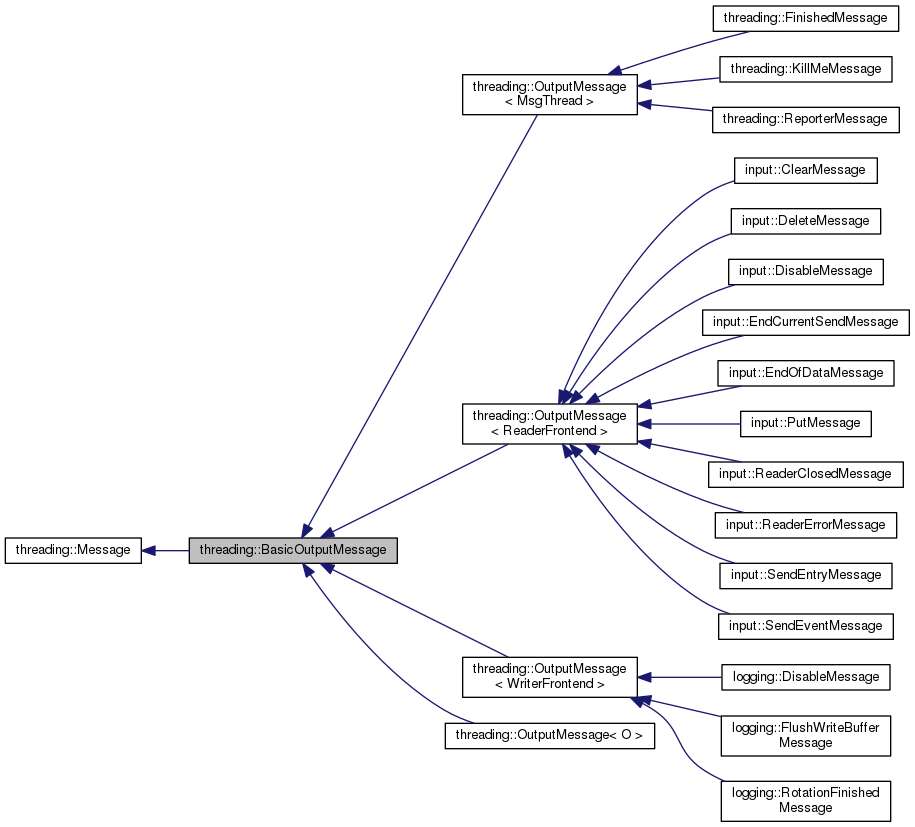 threading::FinishedMessage
threading::KillMeMessage
threading::OutputMessage
< MsgThread >
threading::ReporterMessage
input::ClearMessage
input::DeleteMessage
input::DisableMessage
input::EndCurrentSendMessage
input::EndOfDataMessage
threading::OutputMessage
< ReaderFrontend >
input::PutMessage
input::ReaderClosedMessage
input::ReaderErrorMessage
threading::Message
threading::BasicOutputMessage
input::SendEntryMessage
input::SendEventMessage
threading::OutputMessage
< WriterFrontend >
logging::DisableMessage
threading::OutputMessage< O >
logging::FlushWriteBuffer
Message
logging::RotationFinished
Message